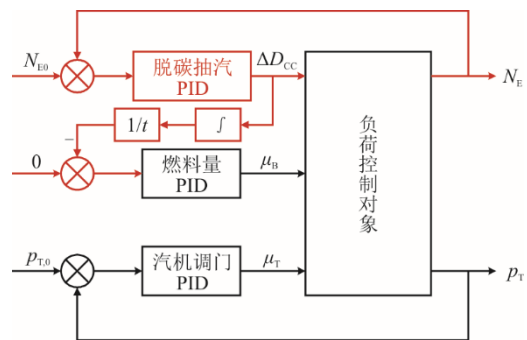 N_E0
脱碳抽汽
PID
ΔD_CC
N_E
1/t
∫
−
0
燃料量
PID
μ_B
负荷控制对象
p_T,0
汽机调门
PID
μ_T
p_T